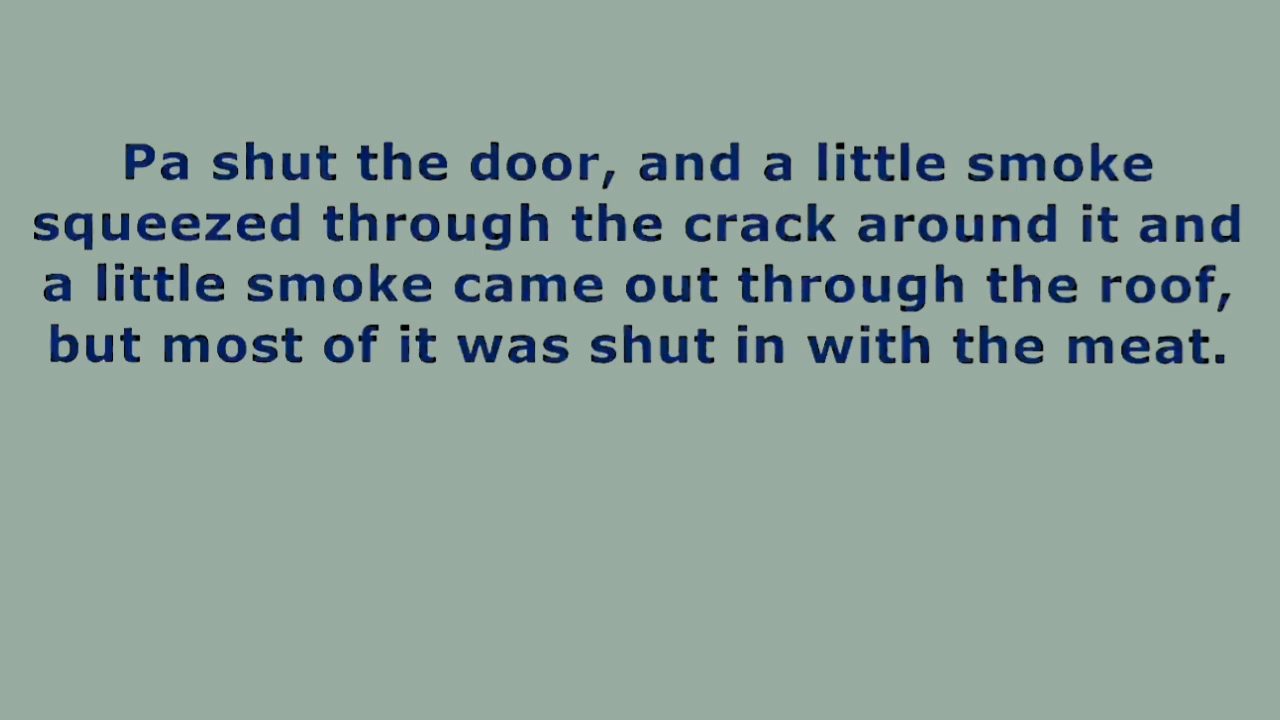 Pa shut the door, and a little smoke
squeezed through the crack around it and
a little smoke came out through the roof,
but most of it was shut in with the meat.